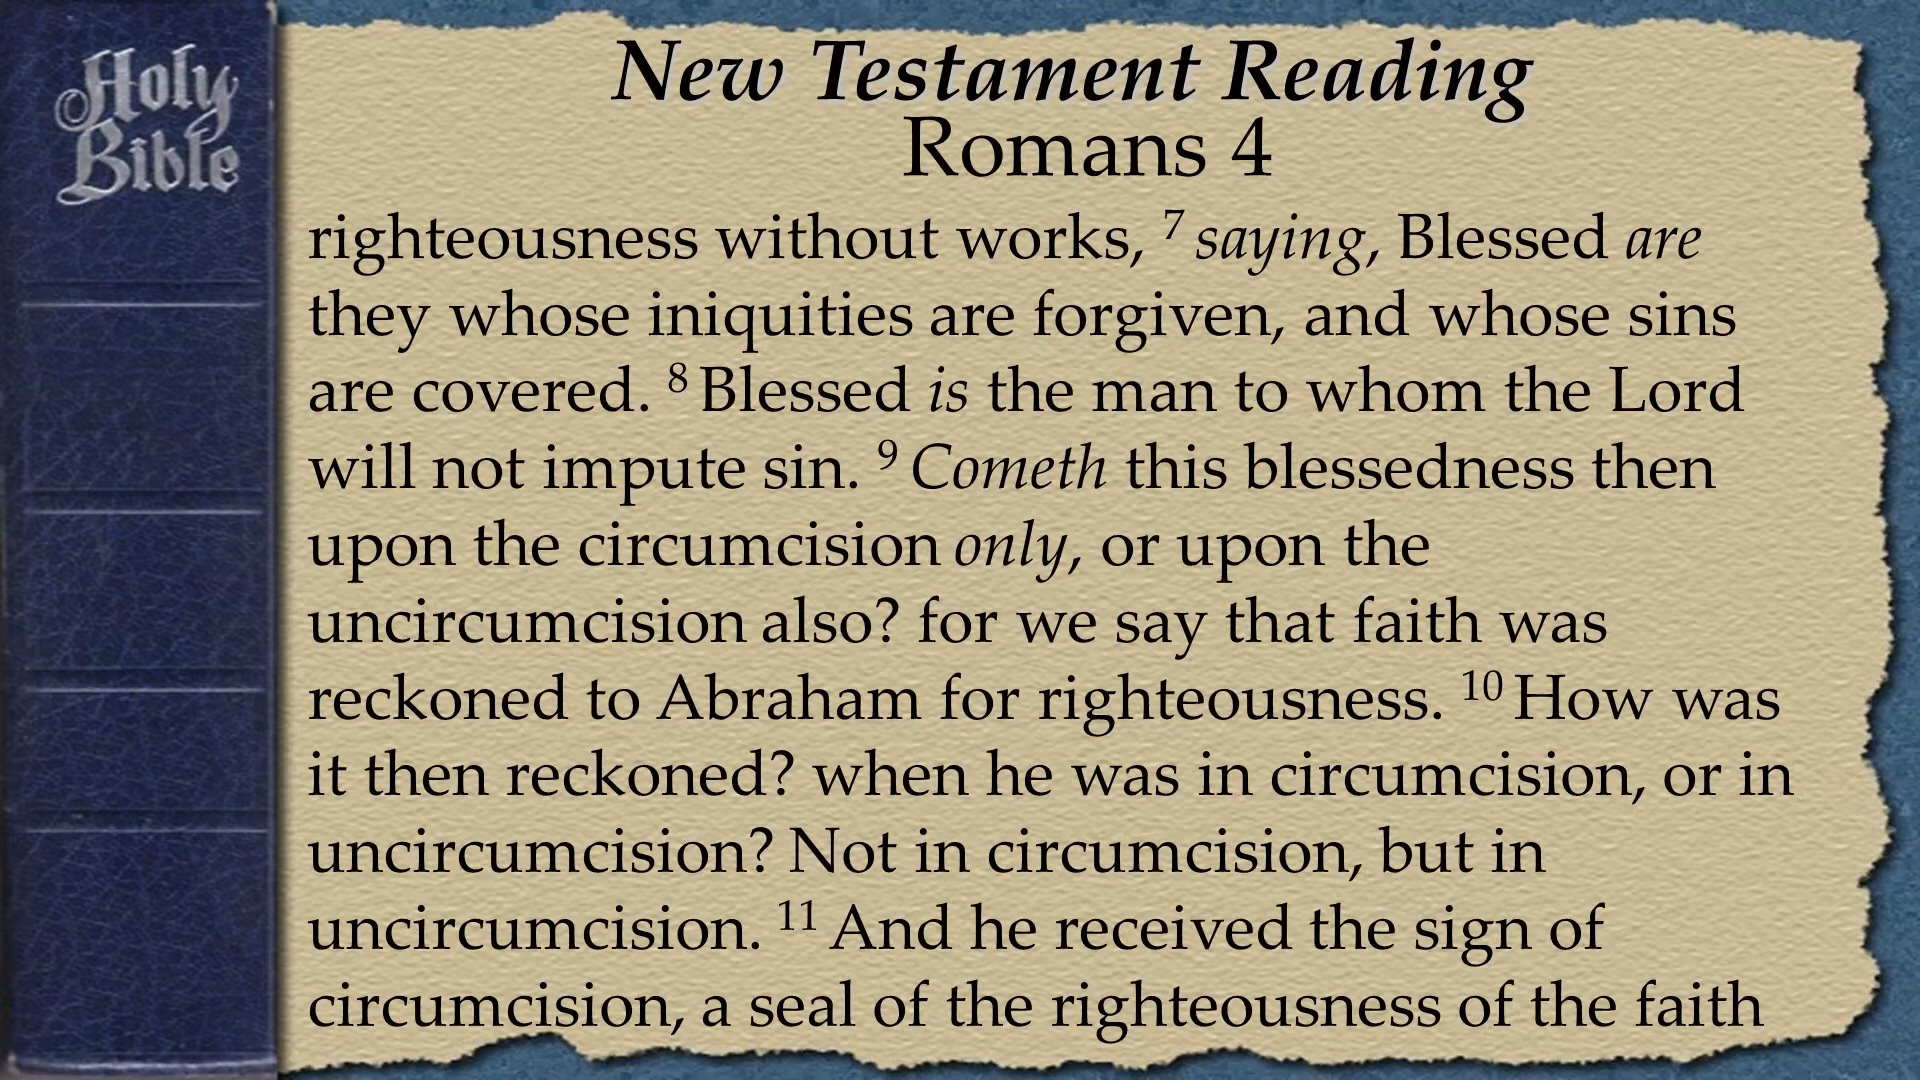 Holy
Bible
New Testament Reading
Romans 4
righteousness without works, 7 saying, Blessed are
they whose iniquities are forgiven, and whose sins
are covered. 8 Blessed is the man to whom the Lord
will not impute sin. 9 Cometh this blessedness then
upon the circumcision only, or upon the
uncircumcision also? for we say that faith was
reckoned to Abraham for righteousness. 10 How was
it then reckoned? when he was in circumcision, or in
uncircumcision? Not in circumcision, but in
uncircumcision. 11 And he received the sign of
circumcision, a seal of the righteousness of the faith